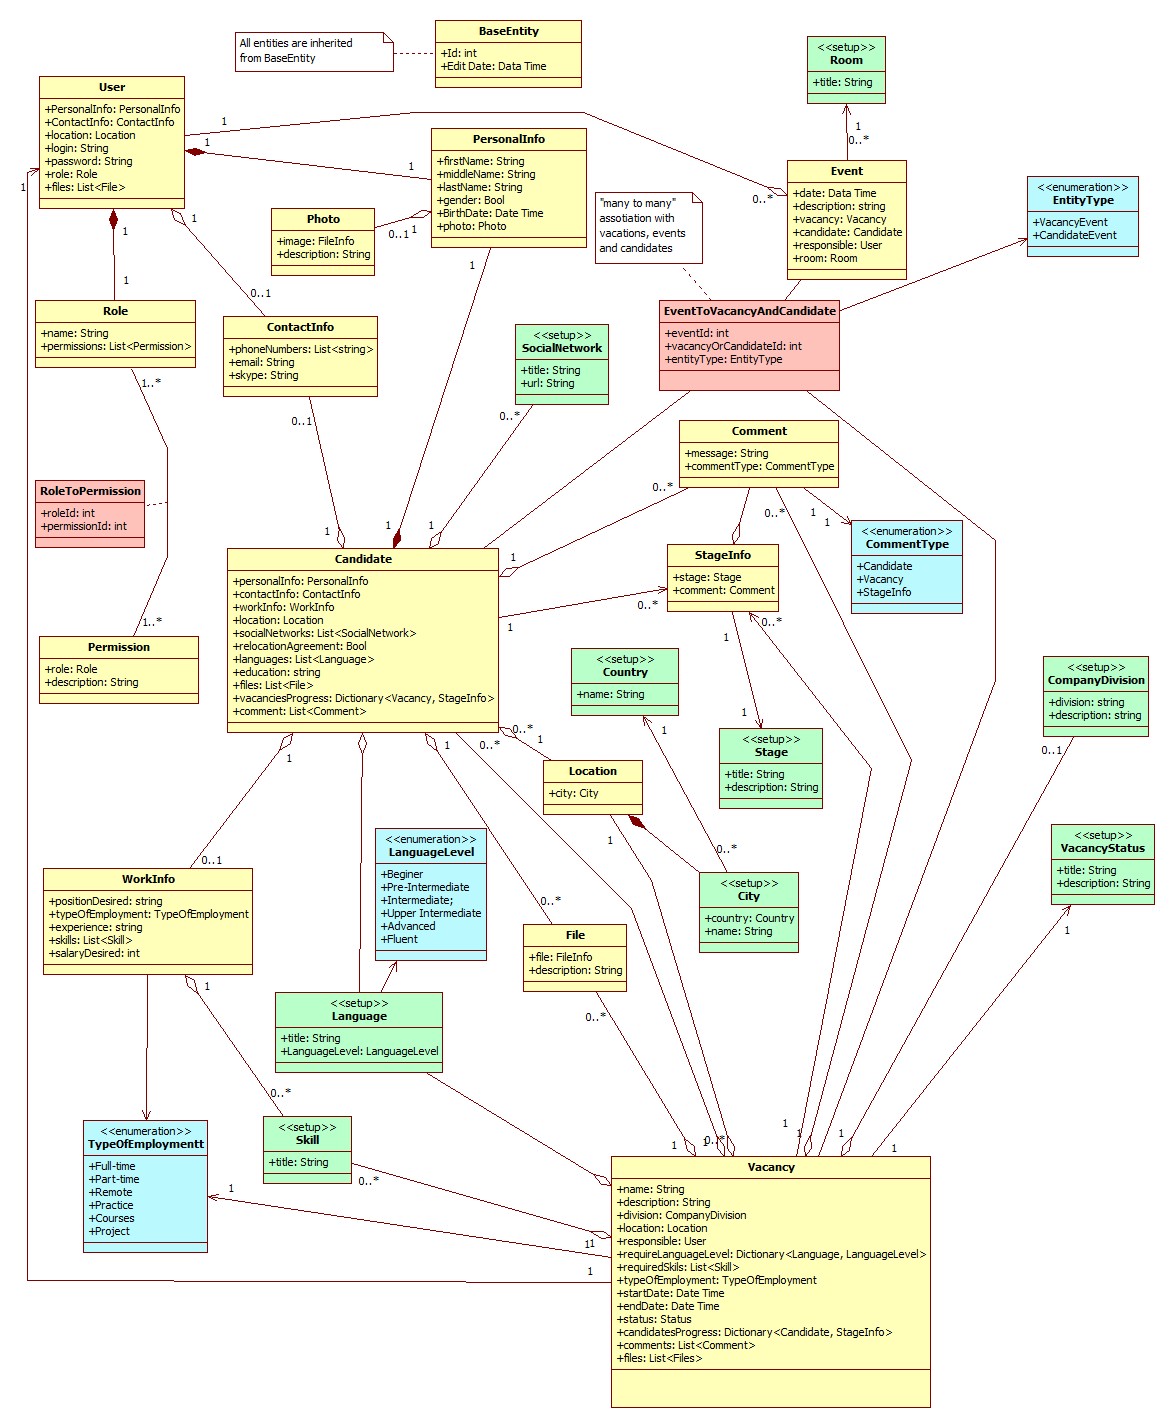 All entities are inherited
from BaseEntity
BaseEntity
+Id: int
+Edit Date: Data Time
<<setup>>
Room
+title: String
User
+PersonalInfo: PersonalInfo
+ContactInfo: ContactInfo
+location: Location
+login: String
+password: String
+role: Role
+files: List<File>
1
1
1
1
0..*
1
0..*
PersonalInfo
+firstName: String
+middleName: String
+lastName: String
+gender: Bool
+BirthDate: Date Time
+photo: Photo
Event
+date: Data Time
+description: string
+vacancy: Vacancy
+candidate: Candidate
+responsible: User
+room: Room
<<enumeration>>
EntityType
+VacancyEvent
+CandidateEvent
"many to many"
assotiation with
vacations, events
and candidates
Photo
+image: FileInfo
+description: String
0..1
1
1
1
1
1
0..1
1
Role
+name: String
+permissions: List<Permission>
ContactInfo
+phoneNumbers: List<string>
+email: String
+skype: String
<<setup>>
SocialNetwork
+title: String
+url: String
EventToVacancyAndCandidate
+eventId: int
+vacancyOrCandidateId: int
+entityType: EntityType
1..*
0..1
0..*
Comment
+message: String
+commentType: CommentType
RoleToPermission
+roleId: int
+permissionId: int
0..*
0..*
1
1
1
1
1
1
<<enumeration>>
CommentType
+Candidate
+Vacancy
+StageInfo
Candidate
+personalInfo: PersonalInfo
+contactInfo: ContactInfo
+workInfo: WorkInfo
+location: Location
+socialNetworks: List<SocialNetwork>
+relocationAgreement: Bool
+languages: List<Language>
+education: string
+files: List<File>
+vacanciesProgress: Dictionary<Vacancy, StageInfo>
+comment: List<Comment>
StageInfo
+stage: Stage
+comment: Comment
1
0..*
0..*
1
1..*
Permission
+role: Role
+description: String
<<setup>>
Country
+name: String
<<setup>>
CompanyDivision
+division: string
+description: string
1
1
<<setup>>
Stage
+title: String
+description: String
1
1
0..*
0..*
1
0..1
Location
+city: City
<<enumeration>>
LanguageLevel
+Beginer
+Pre-Intermediate
+Intermediate;
+Upper Intermediate
+Advanced
+Fluent
1
0..*
<<setup>>
VacancyStatus
+title: String
+description: String
0..1
WorkInfo
+positionDesired: string
+typeOfEmployment: TypeOfEmployment
+experience: string
+skills: List<Skill>
+salaryDesired: int
<<setup>>
City
+country: Country
+name: String
0..*
File
+file: FileInfo
+description: String
1
1
0..*
<<setup>>
Language
+title: String
+LanguageLevel: LanguageLevel
0..*
<<setup>>
Skill
+title: String
0..*
<<enumeration>>
TypeOfEmploymentt
+Full-time
+Part-time
+Remote
+Practice
+Courses
+Project
1
1
1
0..*
1
1
1
1
1
1
1
Vacancy
+name: String
+description: String
+division: CompanyDivision
+location: Location
+responsible: User
+requireLanguageLevel: Dictionary<Language, LanguageLevel>
+requiredSkils: List<Skill>
+typeOfEmployment: TypeOfEmployment
+startDate: Date Time
+endDate: Date Time
+status: Status
+candidatesProgress: Dictionary<Candidate, StageInfo>
+comments: List<Comment>
+files: List<Files>